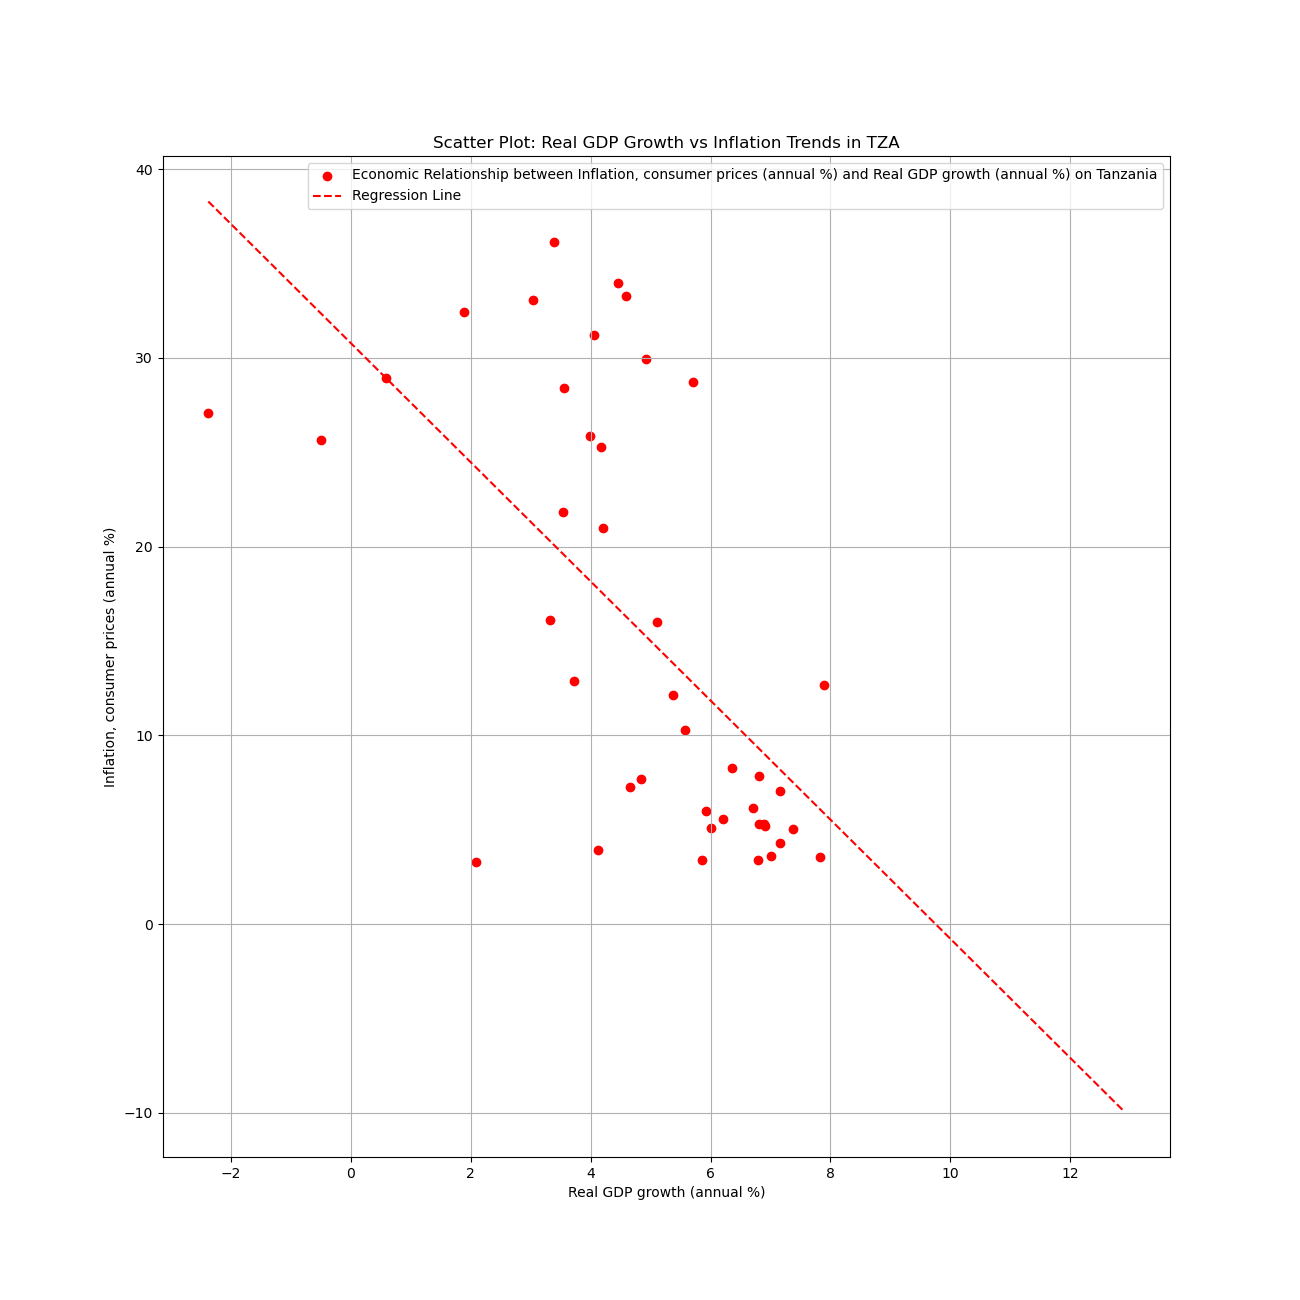 Scatter Plot: Real GDP Growth vs Inflation Trends in TZA
Economic Relationship between Inflation, consumer prices (annual %) and Real GDP growth (annual %) on Tanzania
Regression Line
40
30
20
10
0
−10
Inflation, consumer prices (annual %)
−2 0 2 4 6 8 10 12
Real GDP growth (annual %)